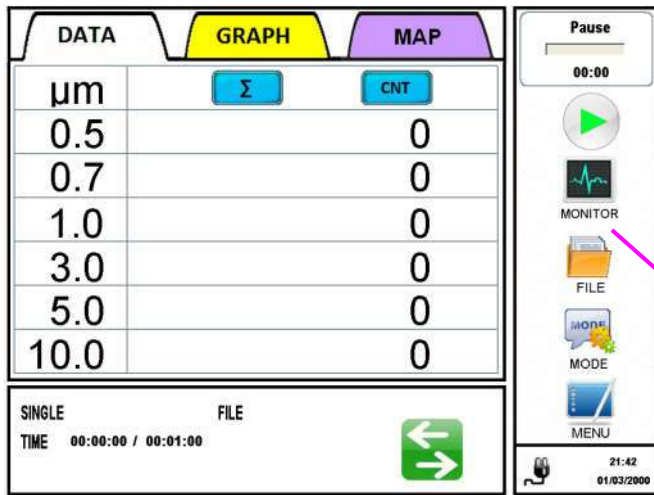 DATA GRAPH MAP
µm Σ CNT
0.5 0
0.7 0
1.0 0
3.0 0
5.0 0
10.0 0
SINGLE FILE
TIME 00:00:00 / 00:01:00
Pause
00:00
MONITOR
FILE
MODE
MODE
MENU
21:42
01/03/2000